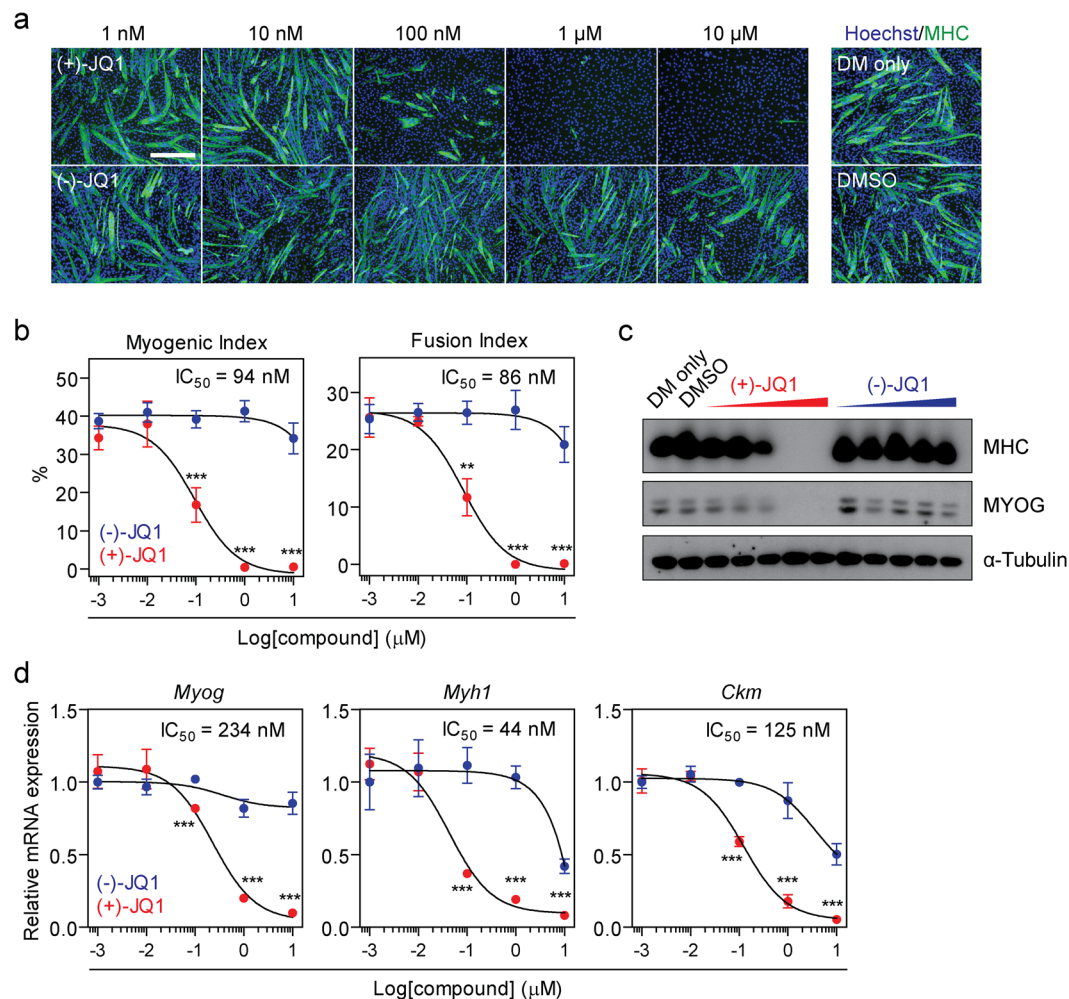 a
1 nM 10 nM 100 nM 1 µM 10 µM Hoechst/MHC
(+)-JQ1 DM only
(-)-JQ1 DMSO
b
Myogenic Index Fusion Index
IC50 = 94 nM IC50 = 86 nM
%
50
40
30
20
10
0
30
20
10
0
*** *** ***
** *** ***
(-)-JQ1
(+)-JQ1
-3 -2 -1 0 1 -3 -2 -1 0 1
Log[compound] (µM)
c
DM only DMSO (+)-JQ1 (-)-JQ1
MHC
MYOG
α-Tubulin
d
Myog Myh1 Ckm
IC50 = 234 nM IC50 = 44 nM IC50 = 125 nM
Relative mRNA expression
1.5 1.5 1.5
1.0 1.0 1.0
0.5 0.5 0.5
0.0 0.0 0.0
*** *** ***
*** *** ***
*** *** ***
(-)-JQ1
(+)-JQ1
-3 -2 -1 0 1 -3 -2 -1 0 1 -3 -2 -1 0 1
Log[compound] (µM)